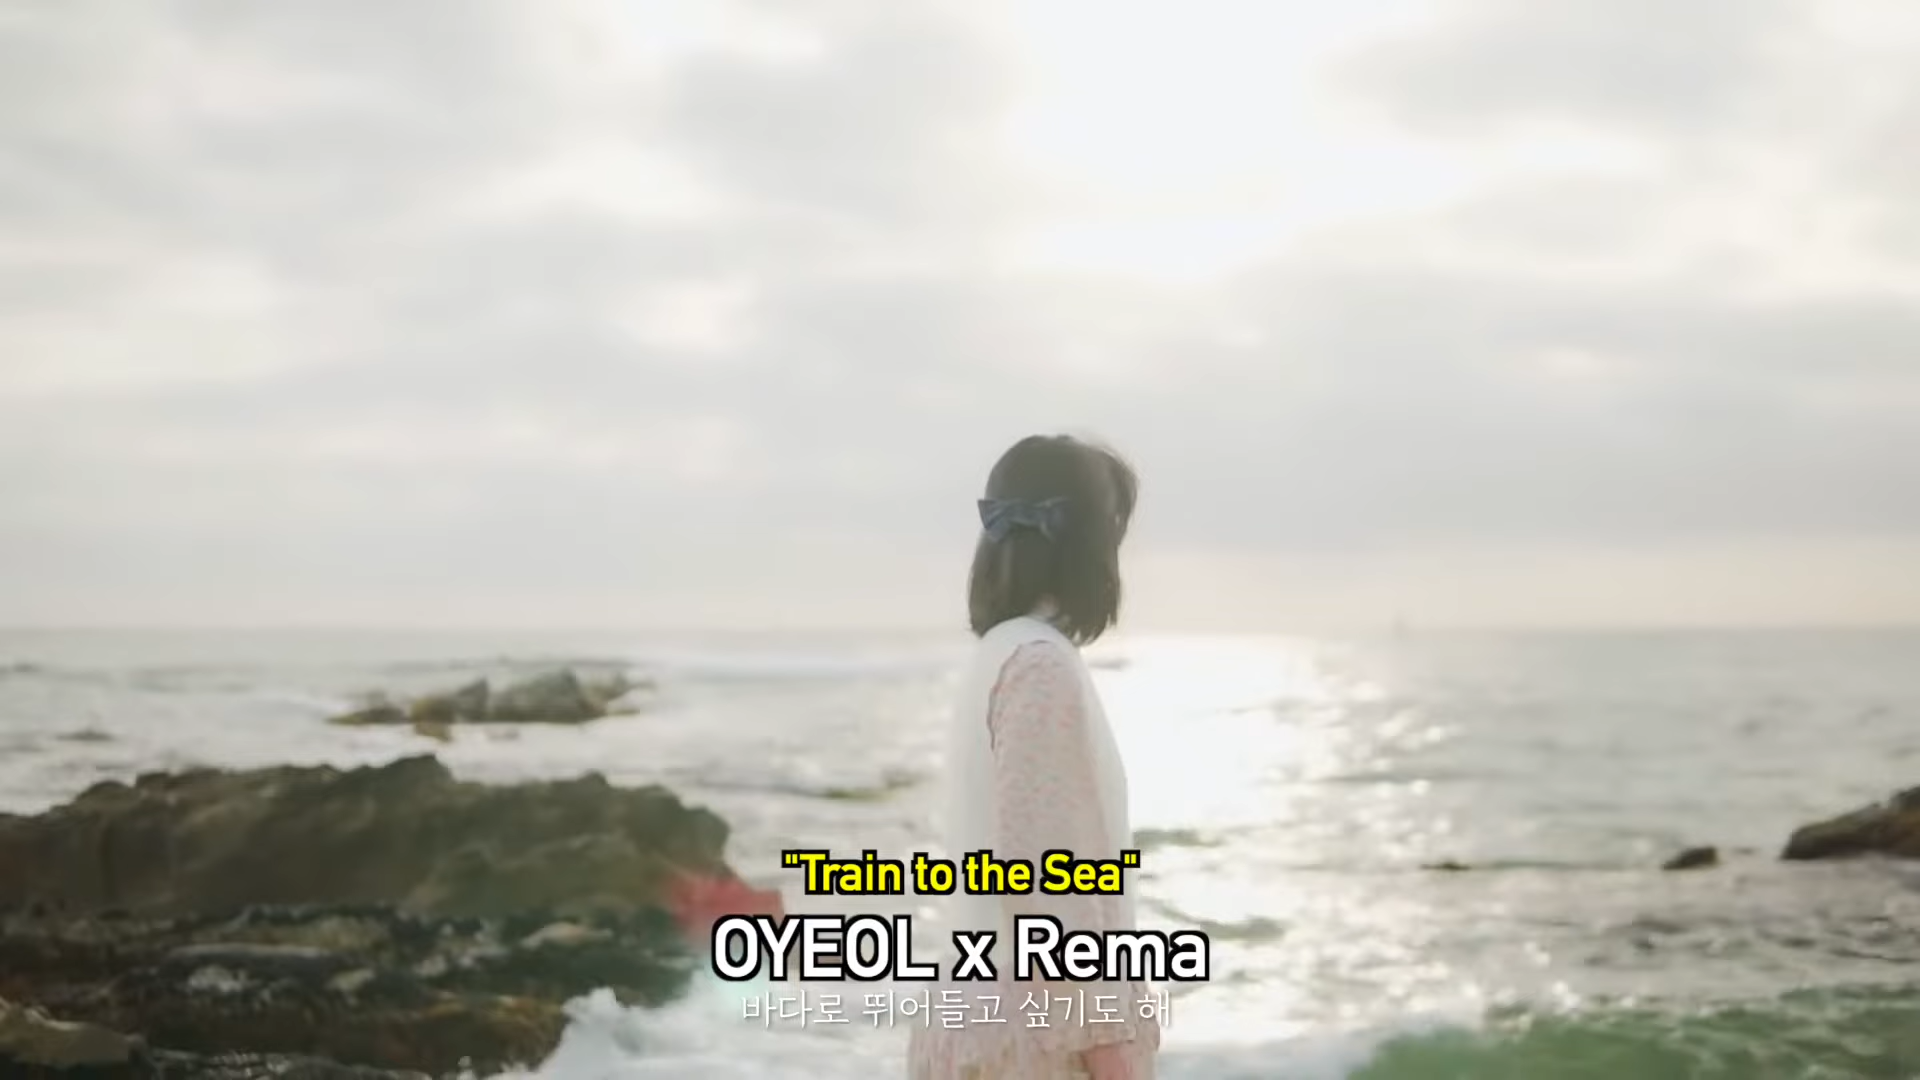 "Train to the Sea"
OYEOL x Rema
바다로 뛰어들고 싶기도 해